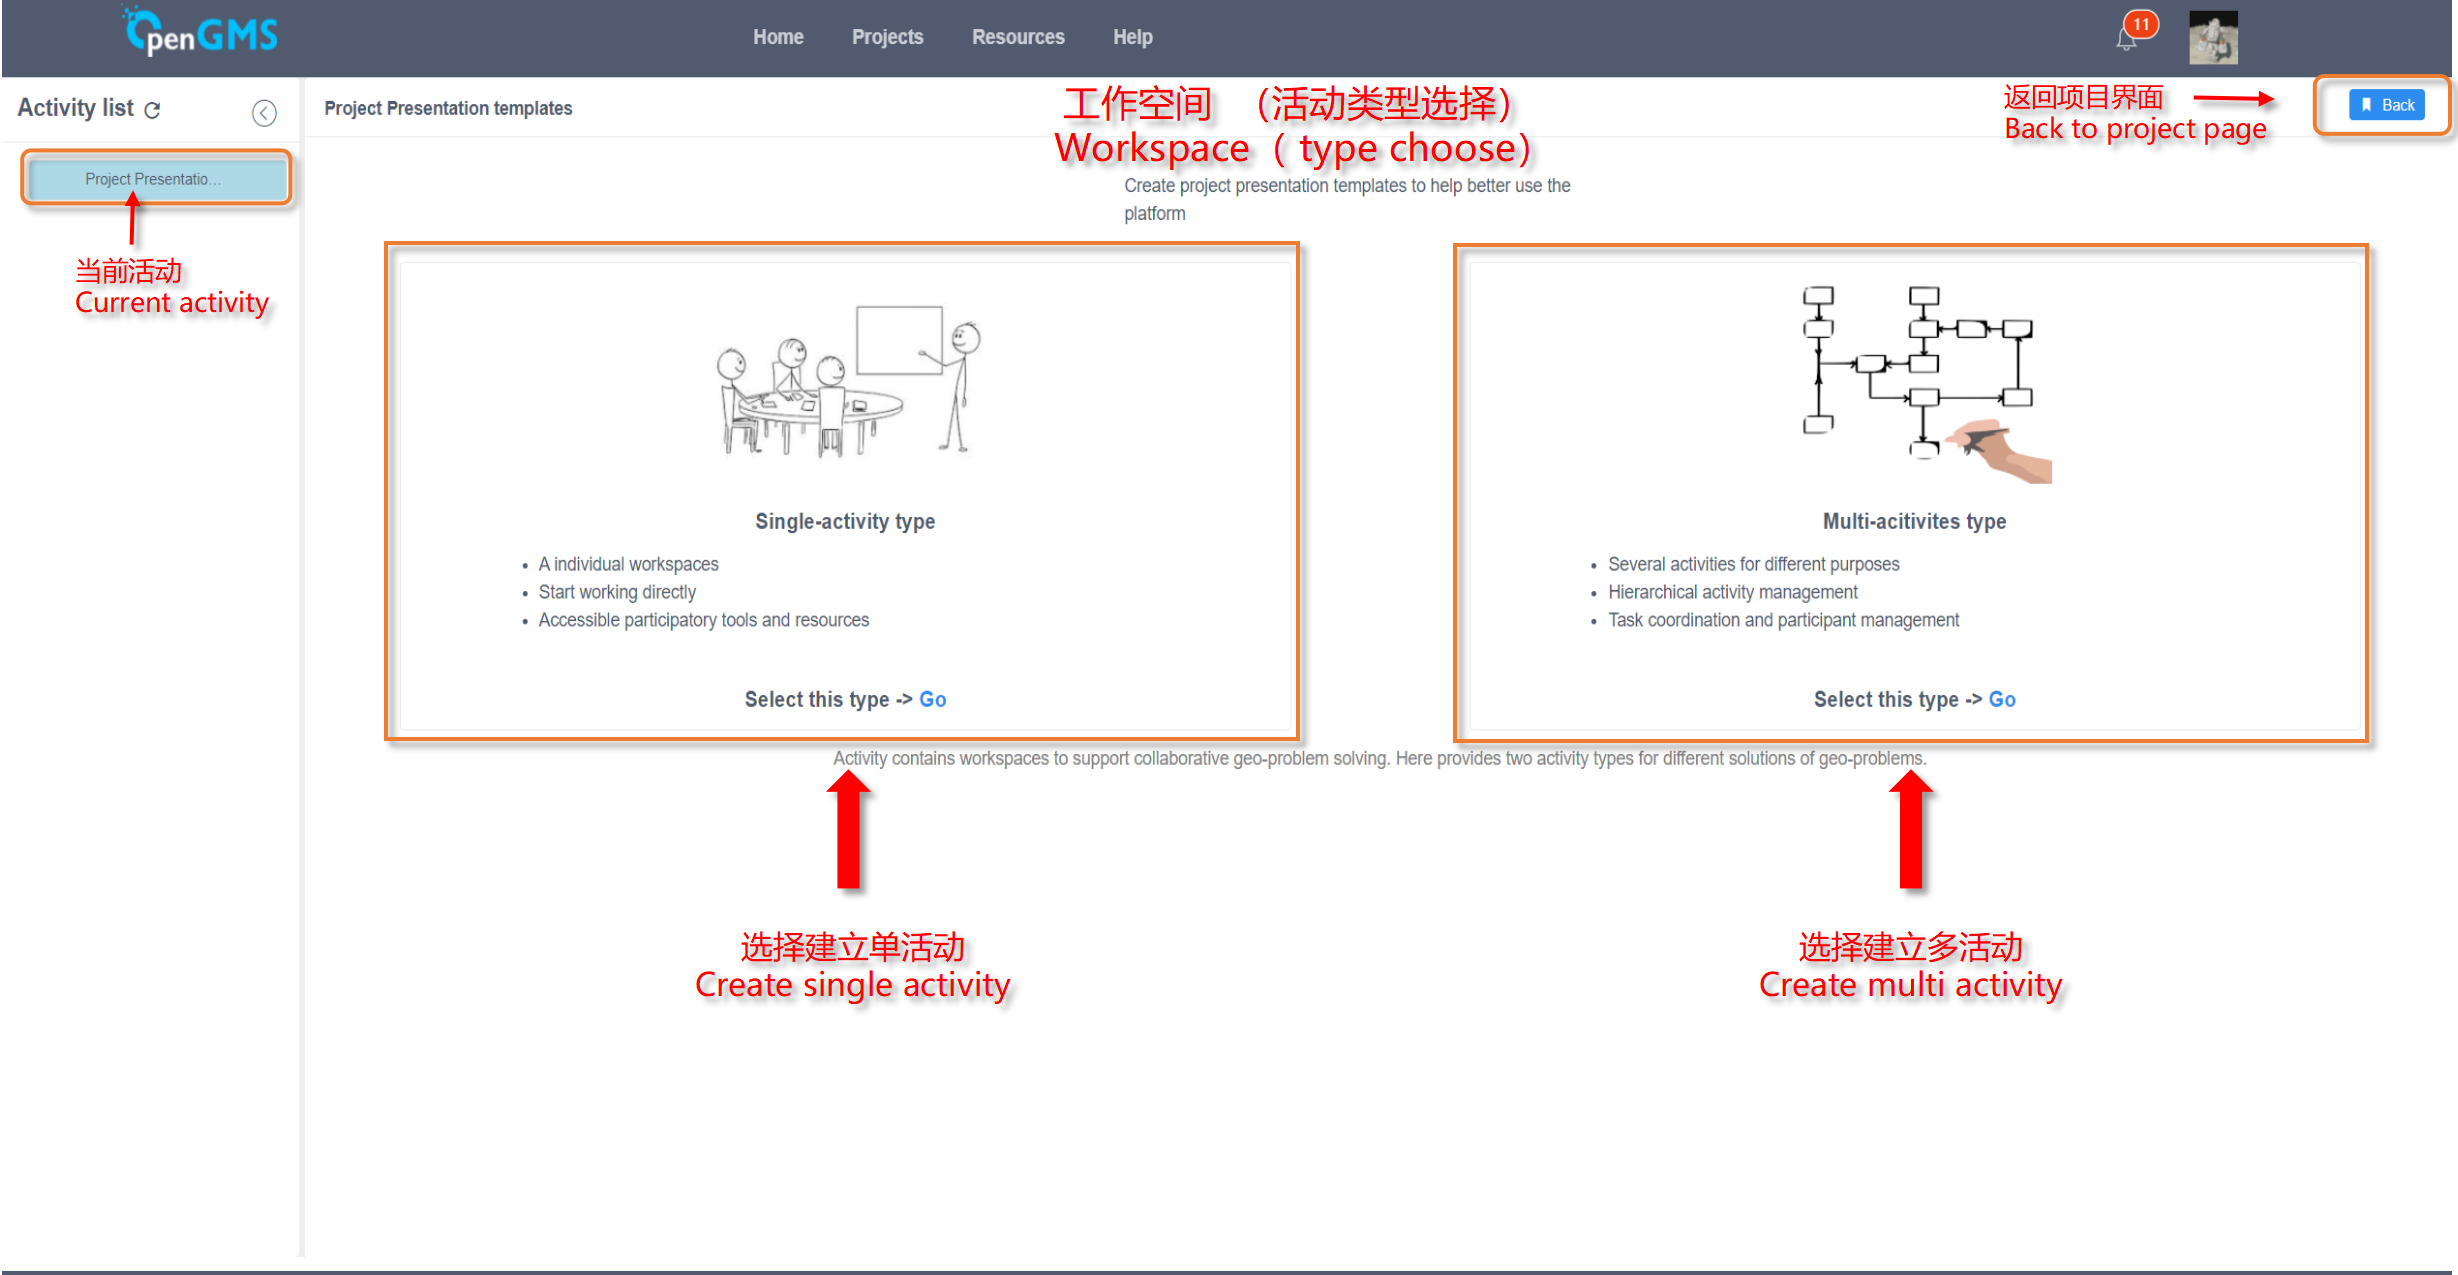 OpenGMS
Home Projects Resources Help
11
Activity list
Project Presentation templates
工作空间 （活动类型选择）
Workspace（ type choose）
返回项目界面
Back to project page
Back
Project Presentatio...
当前活动
Current activity
Create project presentation templates to help better use the
platform
Single-activity type
• A individual workspaces
• Start working directly
• Accessible participatory tools and resources
Select this type -> Go
Multi-acitivites type
• Several activities for different purposes
• Hierarchical activity management
• Task coordination and participant management
Select this type -> Go
Activity contains workspaces to support collaborative geo-problem solving. Here provides two activity types for different solutions of geo-problems.
选择建立单活动
Create single activity
选择建立多活动
Create multi activity